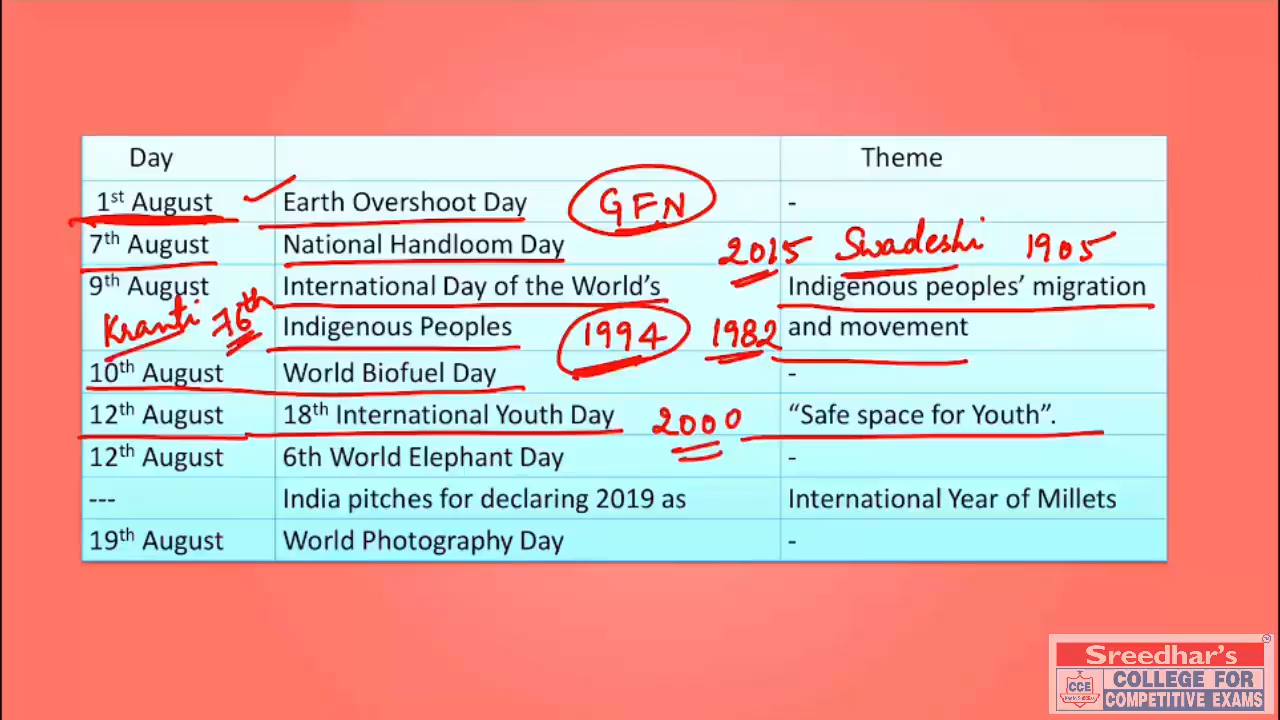 Day Theme
1st August Earth Overshoot Day GFN -
7th August National Handloom Day 2015 Swadeshi 1905
9th August International Day of the World's Indigenous peoples' migration
Kranti 76th Indigenous Peoples 1994 1982 and movement
10th August World Biofuel Day -
12th August 18th International Youth Day 2000 "Safe space for Youth".
12th August 6th World Elephant Day -
--- India pitches for declaring 2019 as International Year of Millets
19th August World Photography Day -
Sreedhar's
CCE COLLEGE FOR
COMPETITIVE EXAMS